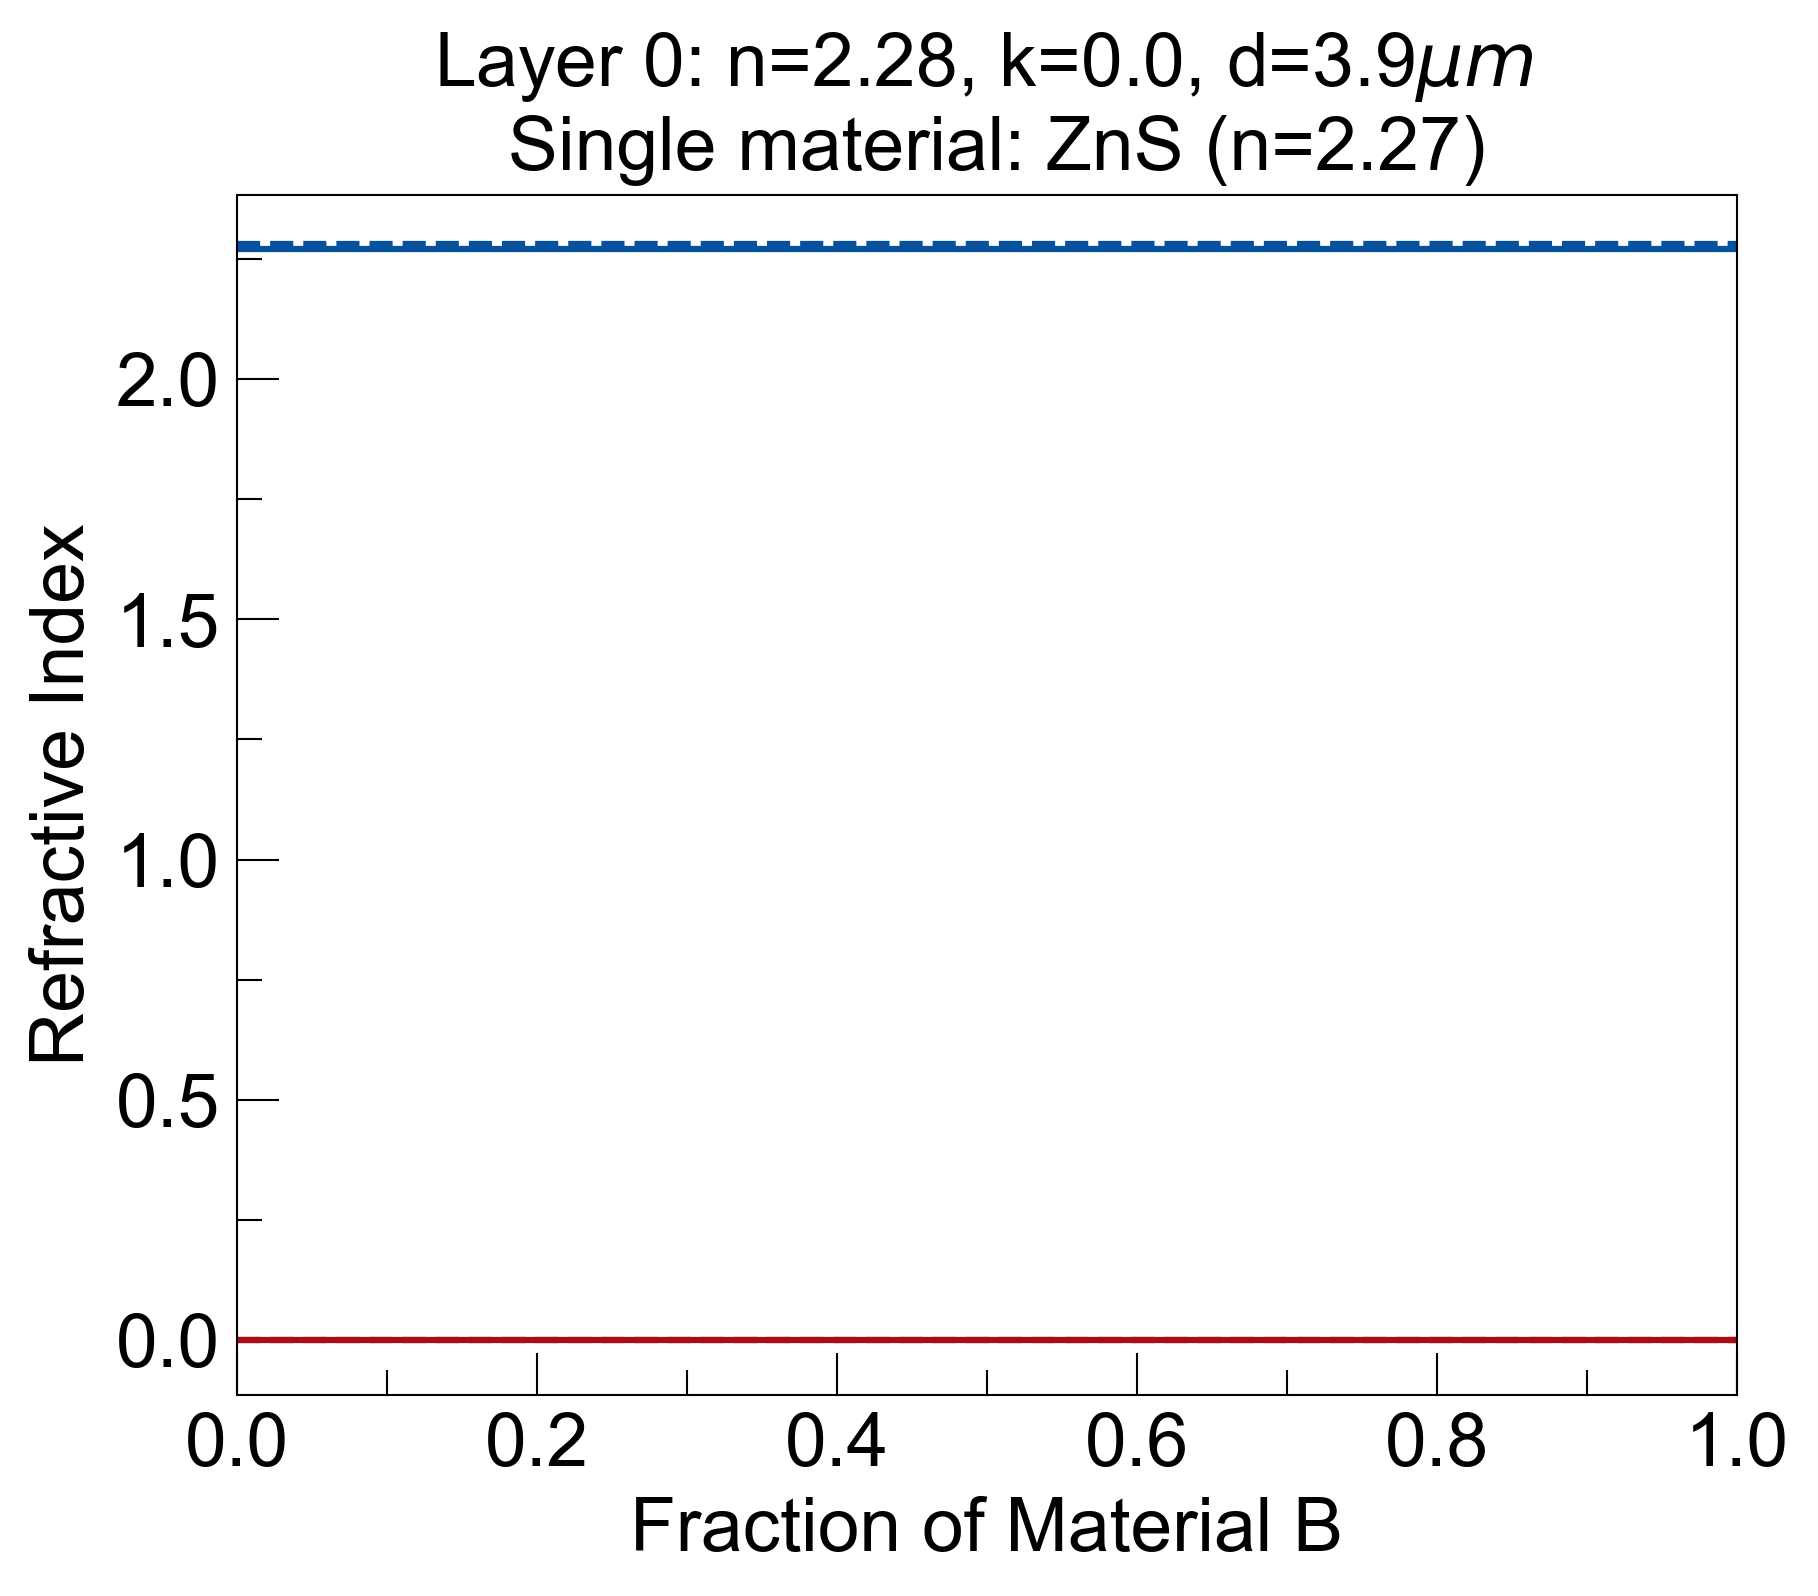 Layer 0: n=2.28, k=0.0, d=3.9μm
Single material: ZnS (n=2.27)
Refractive Index
2.0
1.5
1.0
0.5
0.0
0.0 0.2 0.4 0.6 0.8 1.0
Fraction of Material B